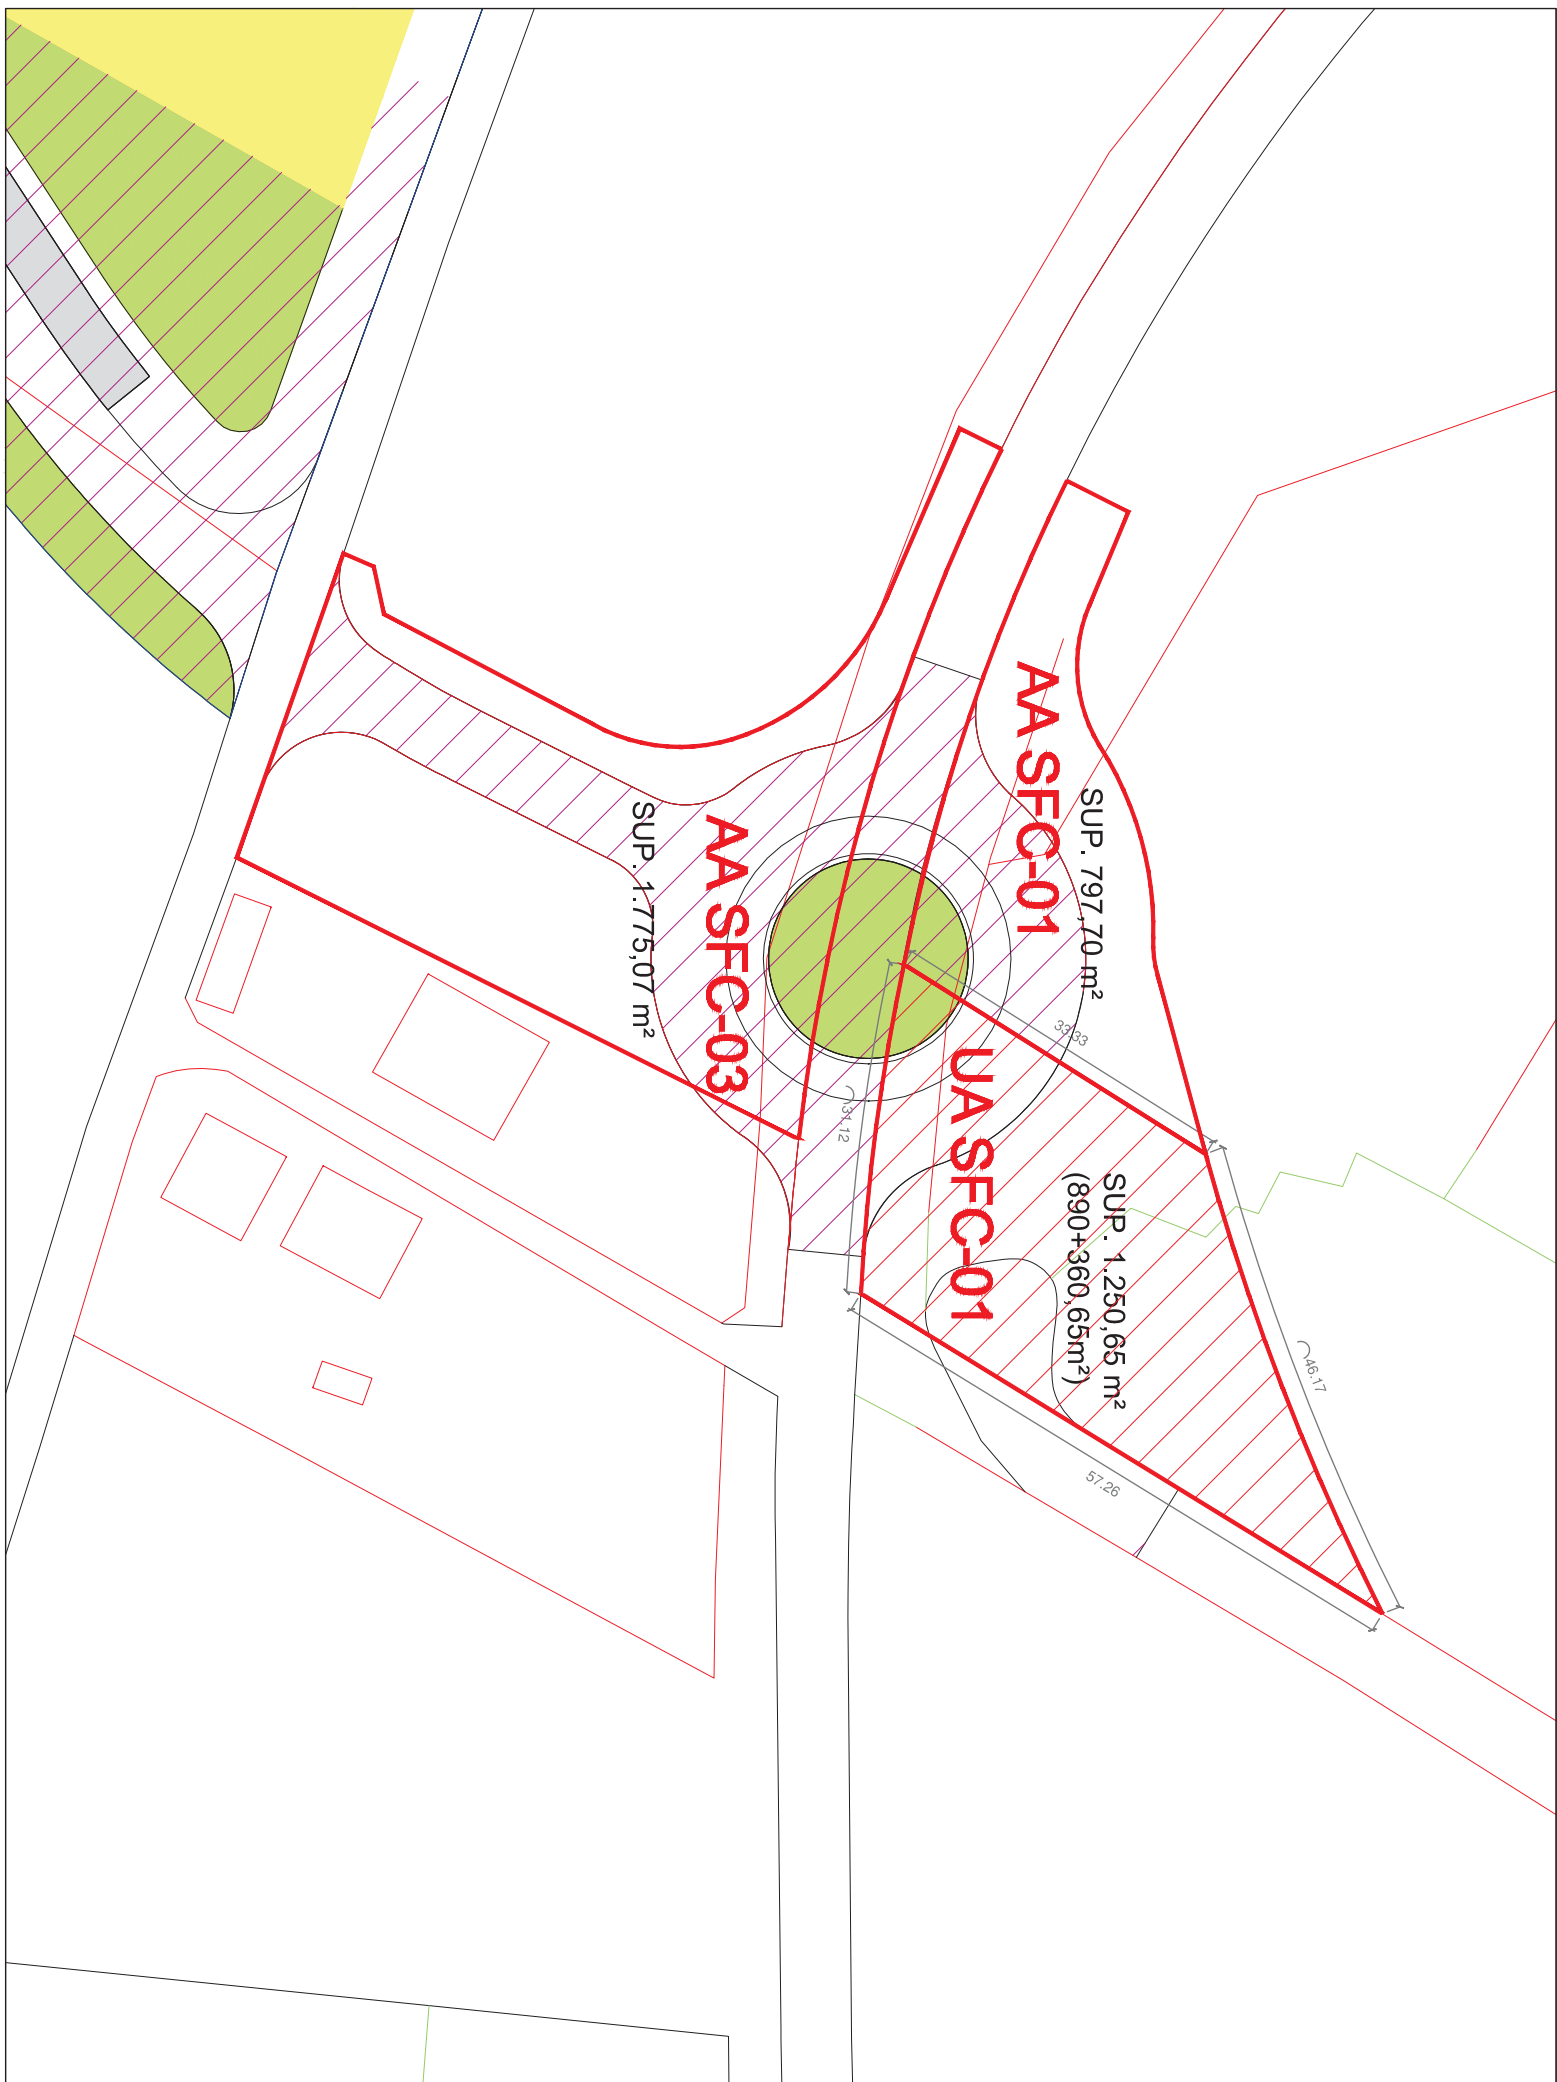 AA SFC-01
SUP. 797,70 m²
AA SFC-03
SUP. 1.775,07 m²
UA SFC-01
SUP. 1.250,65 m²
(890+360,65m²)
33.33
31.12
46.17
57.26